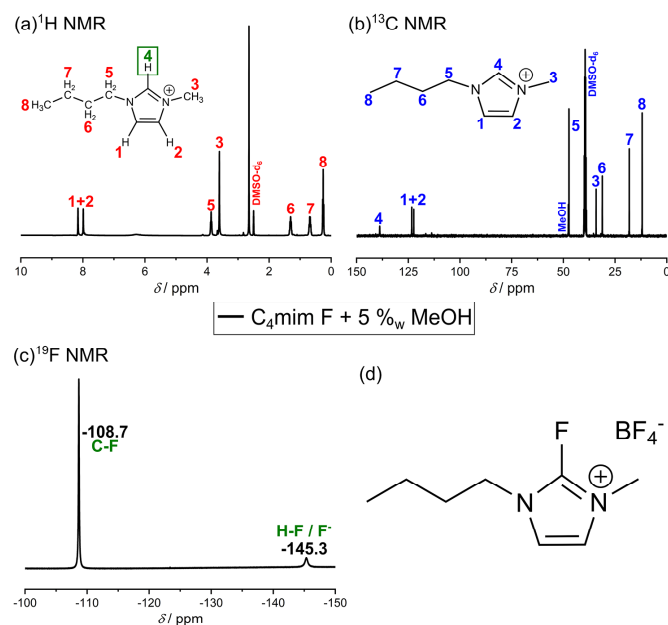 (a) ¹H NMR
4
H
7
5
3
H₂
C
H₂
C
N
⊕
N
CH₃
8
H₃C
C
H₂
6
H
H
1
2
3
8
DMSO-d₆
1+2
5
6
7
10
8
6
4
2
0
δ / ppm
(b) ¹³C NMR
7
5
4
⊕
3
N
N
8
6
1
2
DMSO-d₆
5
8
7
6
3
1+2
4
MeOH
150
125
100
75
50
25
0
δ / ppm
C₄mim F + 5 %w MeOH
(c) ¹⁹F NMR
-108.7
C-F
H-F / F⁻
-145.3
-100
-110
-120
-130
-140
-150
δ / ppm
(d)
F
BF₄⁻
N
⊕
N